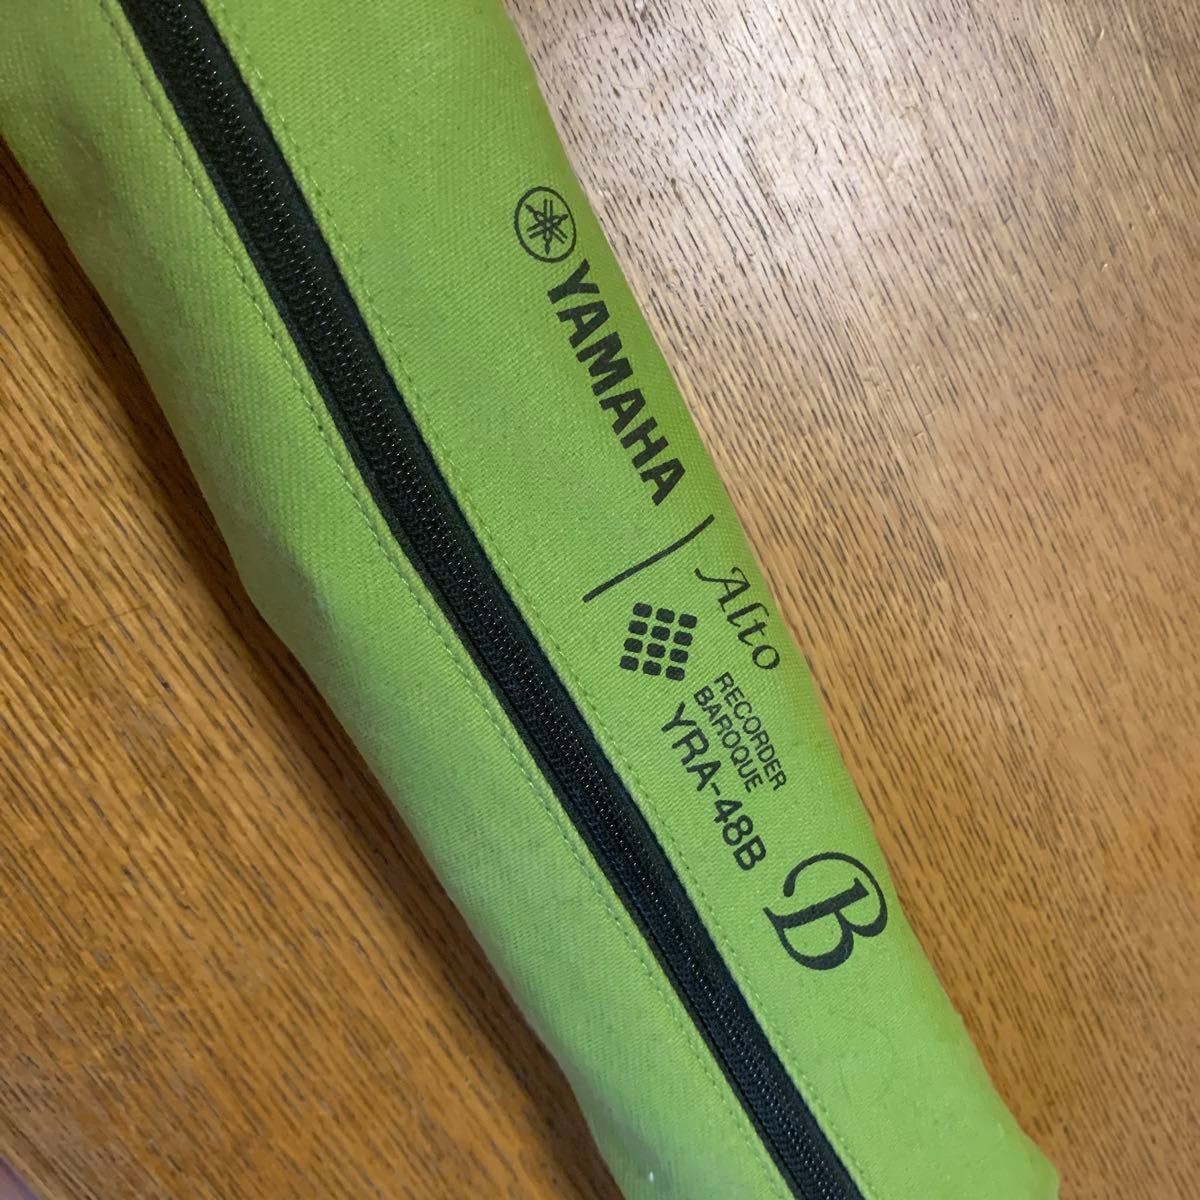 YAMAHA
Alto
RECORDER
BAROQUE
YRA-48B
B